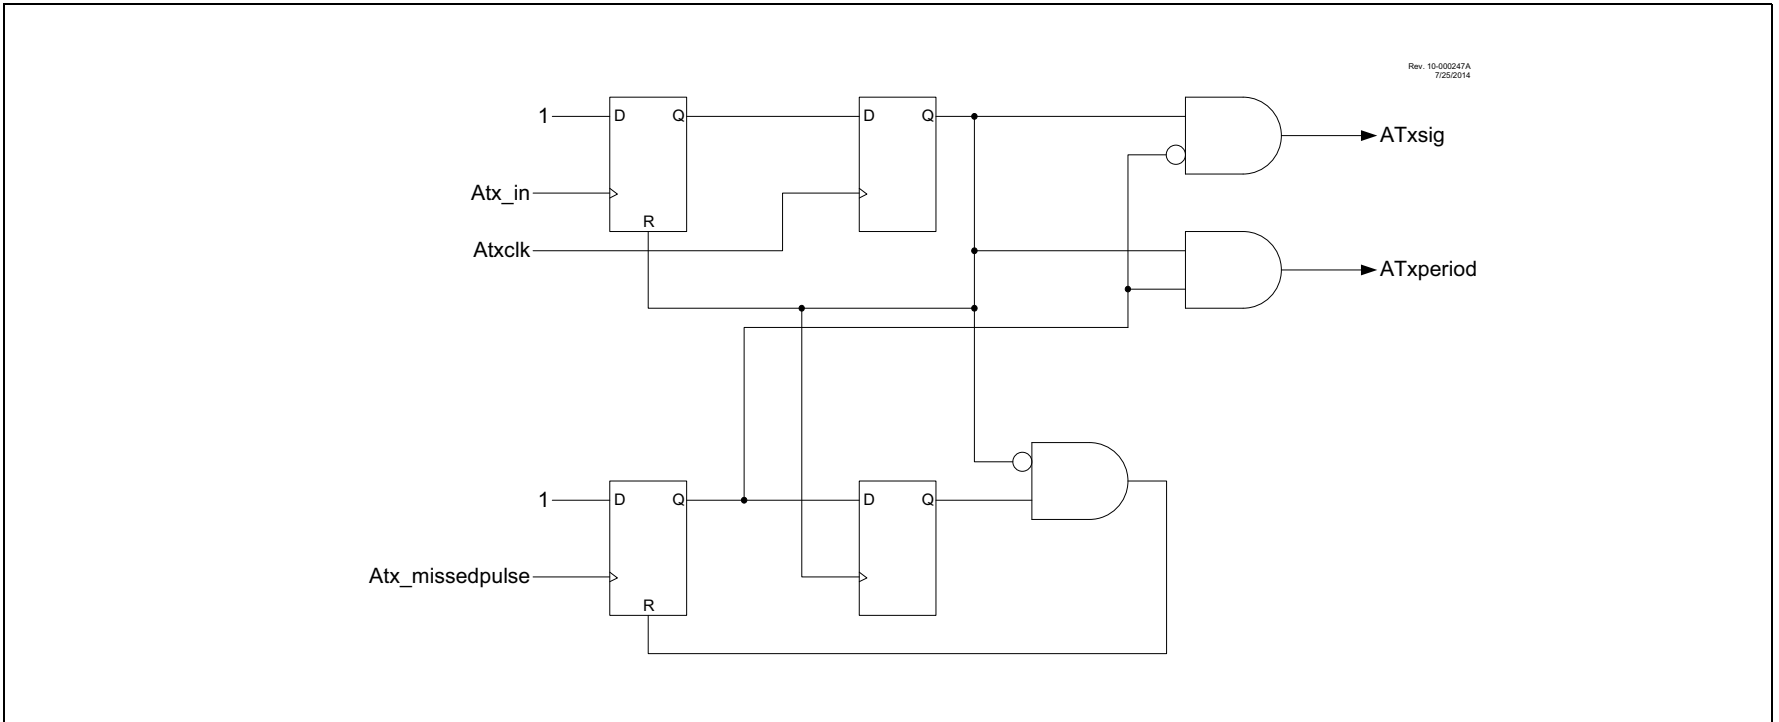 Rev. 10-000247A
7/25/2014
1
D Q
D Q
ATxsig
Atx_in
R
Atxclk
ATxperiod
1
D Q
D Q
Atx_missedpulse
R